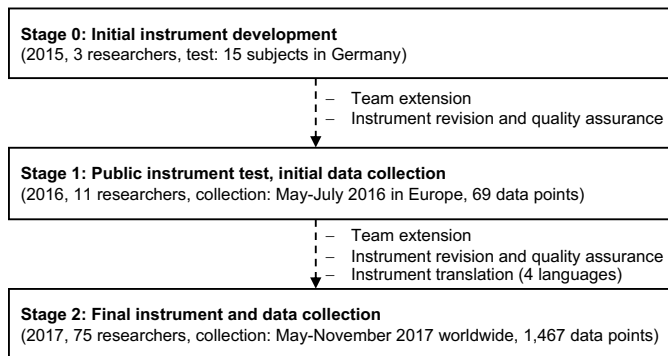 Stage 0: Initial instrument development
(2015, 3 researchers, test: 15 subjects in Germany)
– Team extension
– Instrument revision and quality assurance
Stage 1: Public instrument test, initial data collection
(2016, 11 researchers, collection: May-July 2016 in Europe, 69 data points)
– Team extension
– Instrument revision and quality assurance
– Instrument translation (4 languages)
Stage 2: Final instrument and data collection
(2017, 75 researchers, collection: May-November 2017 worldwide, 1,467 data points)